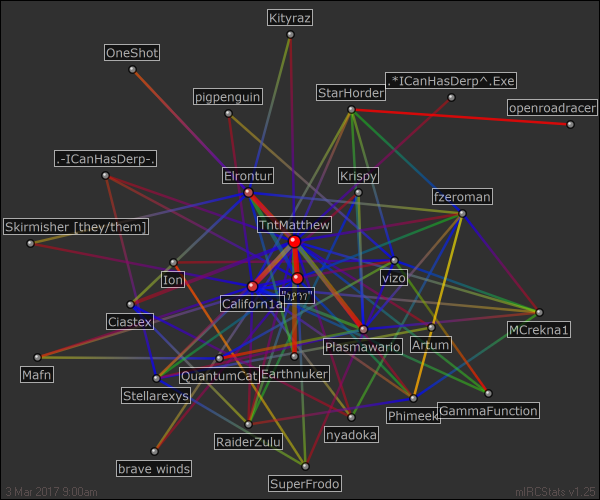 Kityraz
OneShot
.*ICanHasDerp^.Exe
pigpenguin
StarHorder
openroadracer
.-ICanHasDerp-.
Elrontur
Krispy
fzeroman
Skirmisher [they/them]
TntMatthew
Ion
vizo
Californ1a
Ciastex
Plasmawario
MCrekna1
Artum
Mafn
QuantumCat
Earthnuker
Stellarexys
Phimeek
GammaFunction
RaiderZulu
nyadoka
brave winds
SuperFrodo
3 Mar 2017 9:00am
mIRCStats v1.25